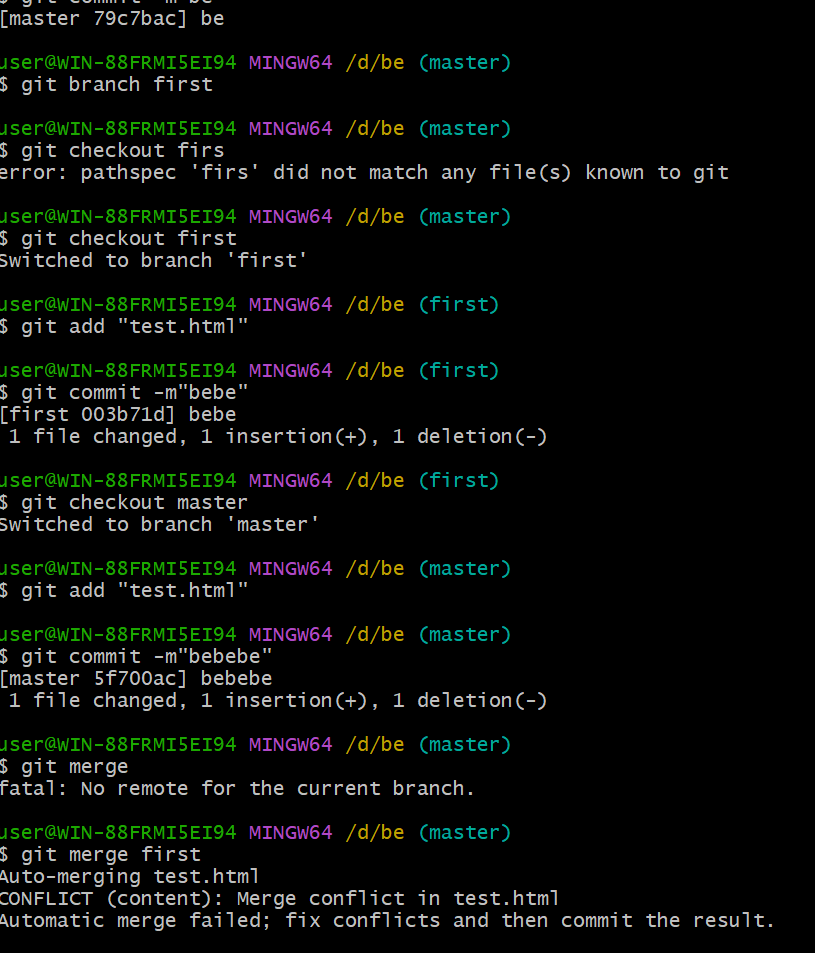 git commit -m be
[master 79c7bac] be
user@WIN-88FRMI5EI94 MINGW64 /d/be (master)
$ git branch first
user@WIN-88FRMI5EI94 MINGW64 /d/be (master)
$ git checkout firs
error: pathspec 'firs' did not match any file(s) known to git
user@WIN-88FRMI5EI94 MINGW64 /d/be (master)
$ git checkout first
Switched to branch 'first'
user@WIN-88FRMI5EI94 MINGW64 /d/be (first)
$ git add "test.html"
user@WIN-88FRMI5EI94 MINGW64 /d/be (first)
$ git commit -m"bebe"
[first 003b71d] bebe
1 file changed, 1 insertion(+), 1 deletion(-)
user@WIN-88FRMI5EI94 MINGW64 /d/be (first)
$ git checkout master
Switched to branch 'master'
user@WIN-88FRMI5EI94 MINGW64 /d/be (master)
$ git add "test.html"
user@WIN-88FRMI5EI94 MINGW64 /d/be (master)
$ git commit -m"bebebe"
[master 5f700ac] bebebe
1 file changed, 1 insertion(+), 1 deletion(-)
user@WIN-88FRMI5EI94 MINGW64 /d/be (master)
$ git merge
fatal: No remote for the current branch.
user@WIN-88FRMI5EI94 MINGW64 /d/be (master)
$ git merge first
Auto-merging test.html
CONFLICT (content): Merge conflict in test.html
Automatic merge failed; fix conflicts and then commit the result.